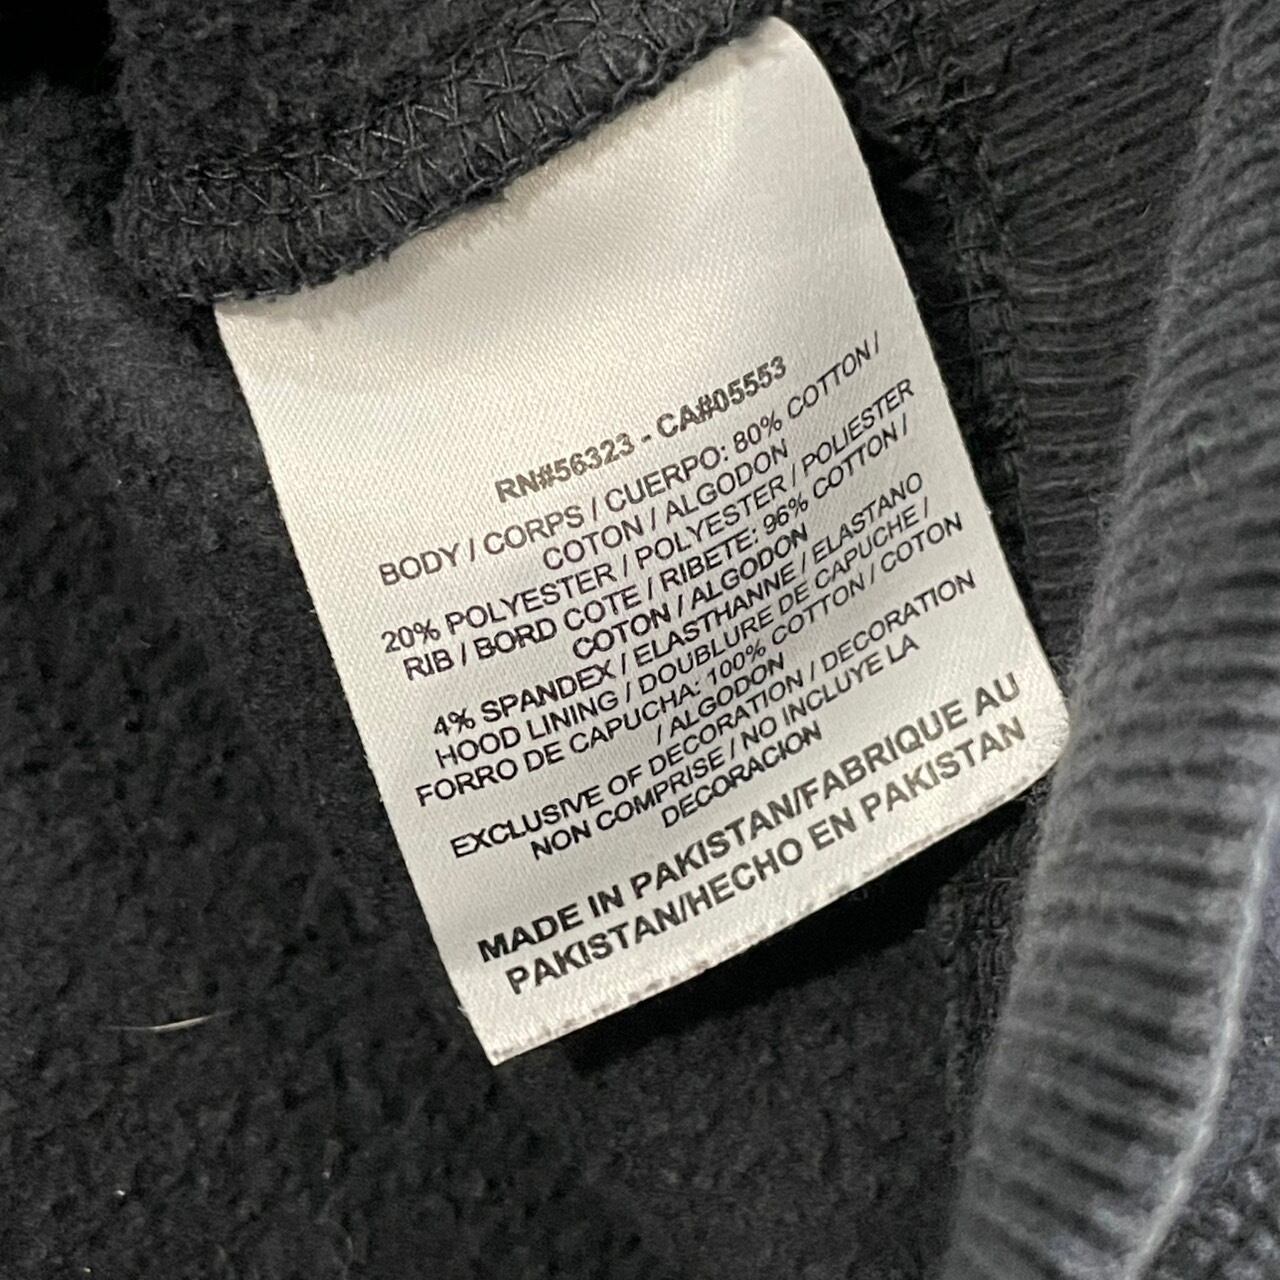 RN#56323 - CA#05553
BODY / CORPS / CUERPO: 80% COTTON /
COTON / ALGODON
20% POLYESTER / POLYESTER / POLIESTER
RIB / BORD COTE / RIBETE: 96% COTTON /
COTON / ALGODON
4% SPANDEX / ELASTHANNE / ELASTANO
HOOD LINING / DOUBLURE DE CAPUCHE /
FORRO DE CAPUCHA: 100% COTTON / COTON
/ ALGODON
EXCLUSIVE OF DECORATION / DECORATION
NON COMPRISE / NO INCLUYE LA
DECORACION
MADE IN PAKISTAN/FABRIQUE AU
PAKISTAN/HECHO EN PAKISTAN